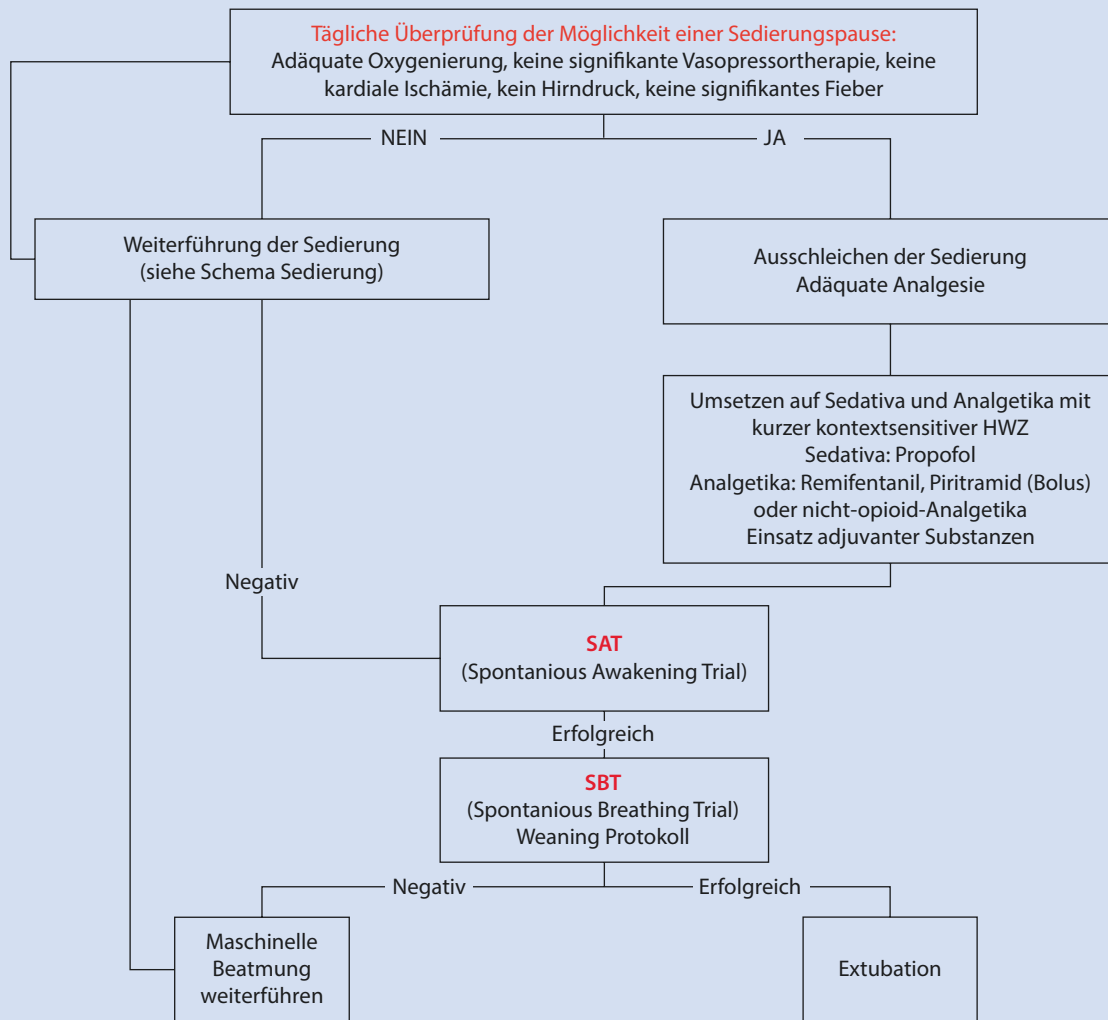 Tägliche Überprüfung der Möglichkeit einer Sedierungspause:
Adäquate Oxygenierung, keine signifikante Vasopressortherapie, keine
kardiale Ischämie, kein Hirndruck, keine signifikantes Fieber
NEIN
JA
Weiterführung der Sedierung
(siehe Schema Sedierung)
Ausschleichen der Sedierung
Adäquate Analgesie
Umsetzen auf Sedativa und Analgetika mit
kurzer kontextsensitiver HWZ
Sedativa: Propofol
Analgetika: Remifentanil, Piritramid (Bolus)
oder nicht-opioid-Analgetika
Einsatz adjuvanter Substanzen
Negativ
SAT
(Spontanious Awakening Trial)
Erfolgreich
SBT
(Spontanious Breathing Trial)
Weaning Protokoll
Negativ
Erfolgreich
Maschinelle
Beatmung
weiterführen
Extubation